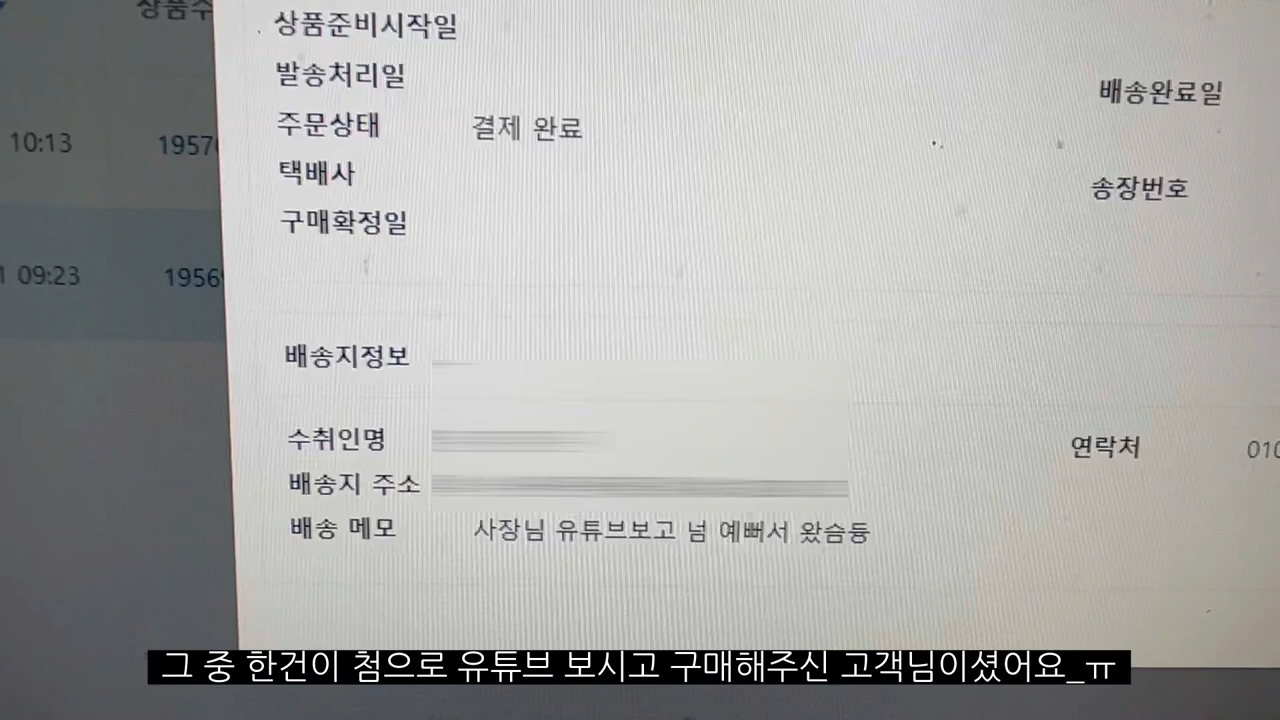 상품준비시작일
발송처리일
배송완료일
주문상태 결제 완료
10:13 1957
택배사
송장번호
구매확정일
09:23 1956
배송지정보
수취인명
연락처 010
배송지 주소
배송 메모 사장님 유튜브보고 넘 예뻐서 왔슴듕
그 중 한건이 첨으로 유튜브 보시고 구매해주신 고객님이셨어요_ㅠ